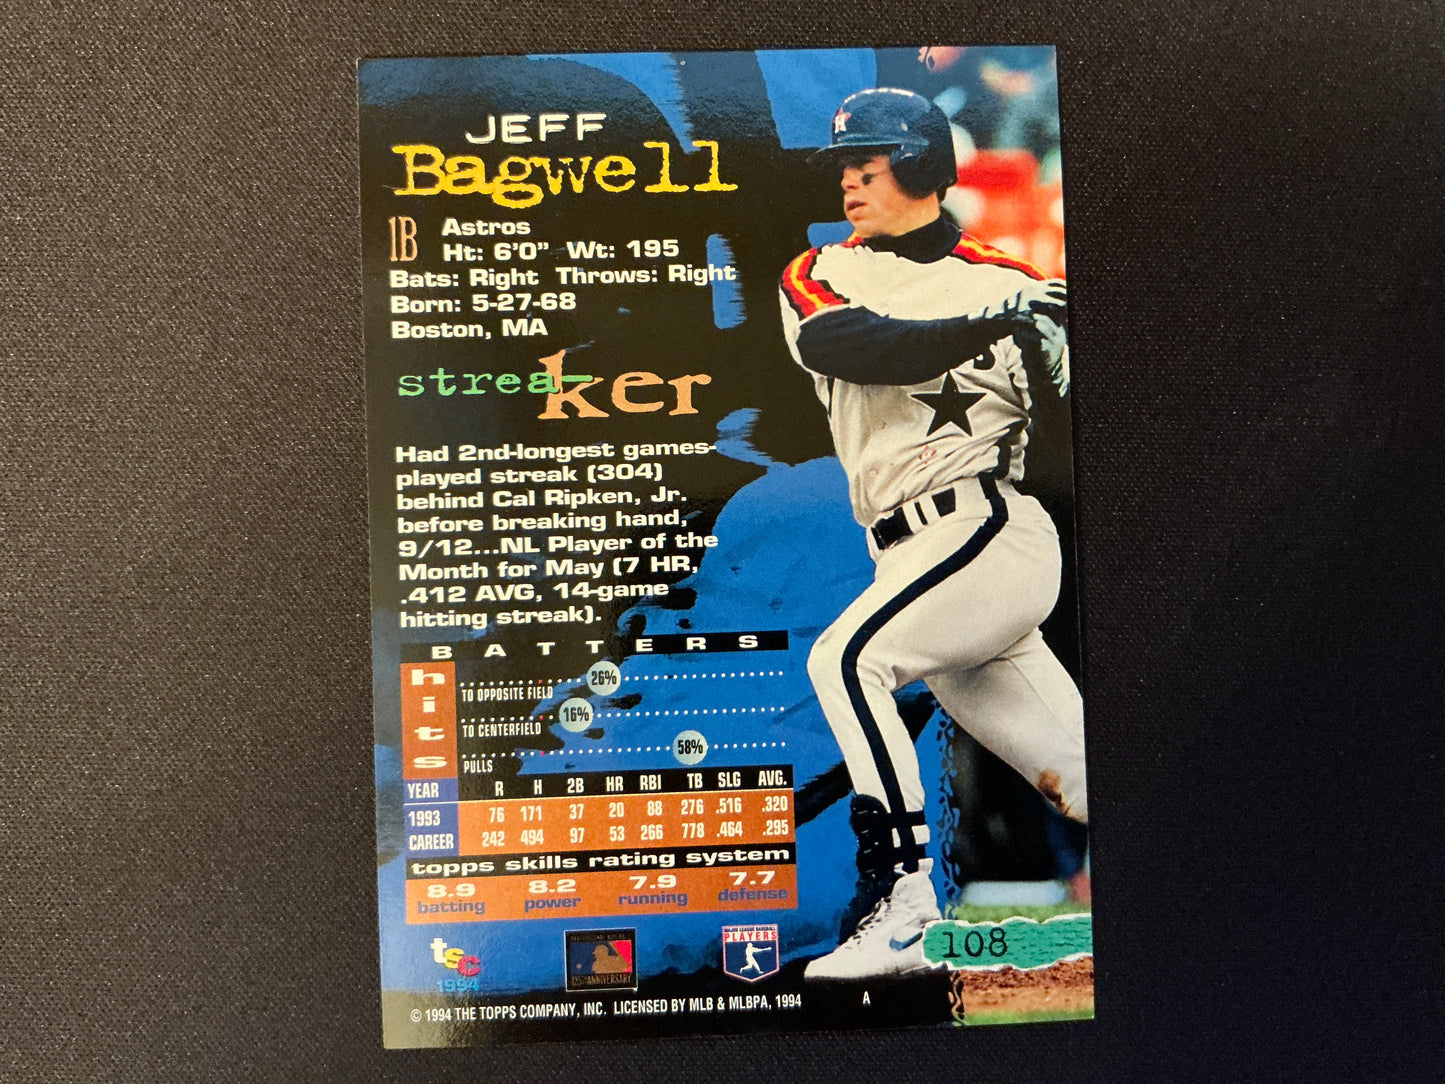 JEFF
Bagwell
1B Astros
Ht: 6'0" Wt: 195
Bats: Right Throws: Right
Born: 5-27-68
Boston, MA
streaker
Had 2nd-longest games-
played streak (304)
behind Cal Ripken, Jr.
before breaking hand,
9/12...NL Player of the
Month for May (7 HR,
.412 AVG, 14-game
hitting streak).
BATTERS
hits
26%
TO OPPOSITE FIELD
16%
TO CENTERFIELD
58%
PULLS
YEAR R H 2B HR RBI TB SLG AVG.
1993 76 171 37 20 88 276 .516 .320
CAREER 242 494 97 53 266 778 .464 .295
topps skills rating system
8.9 8.2 7.9 7.7
batting power running defense
108
tsc
1994
PROFESSIONAL BASEBALL
125TH ANNIVERSARY
MAJOR LEAGUE BASEBALL
PLAYERS
© 1994 THE TOPPS COMPANY, INC. LICENSED BY MLB & MLBPA, 1994 A